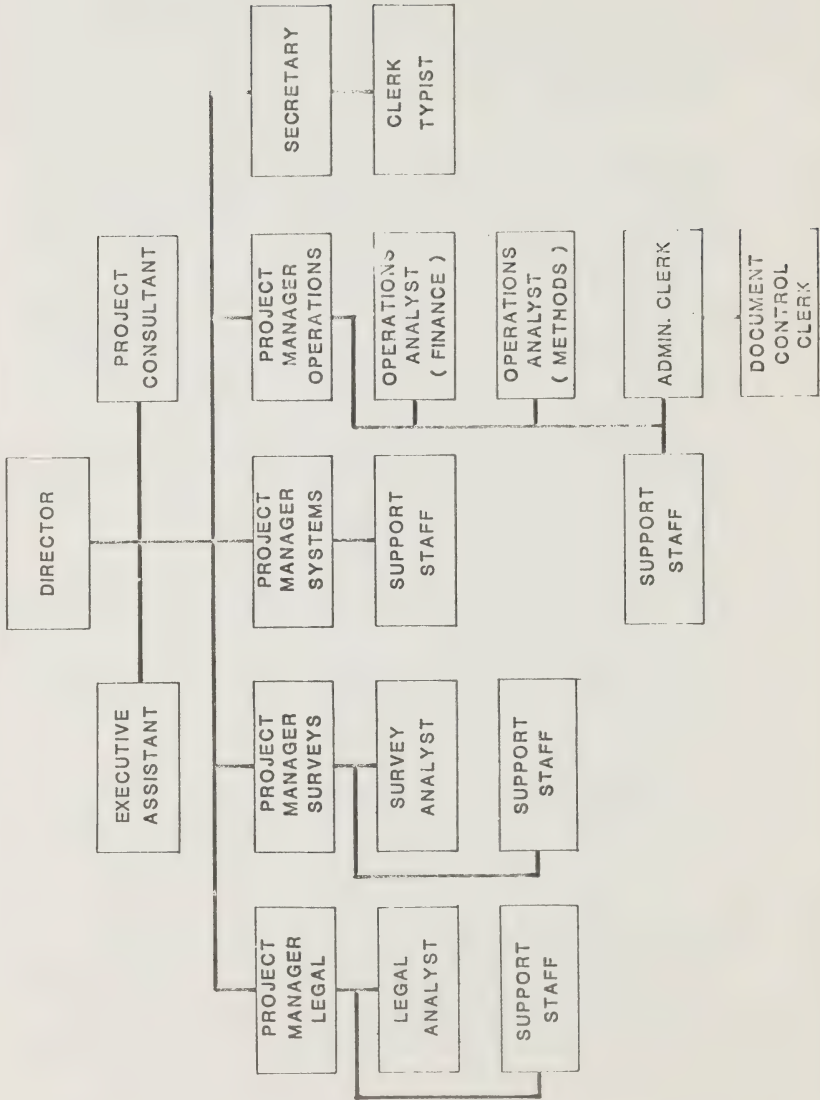 DIRECTOR
EXECUTIVE
ASSISTANT
PROJECT
CONSULTANT
PROJECT
MANAGER
LEGAL
PROJECT
MANAGER
SURVEYS
PROJECT
MANAGER
SYSTEMS
PROJECT
MANAGER
OPERATIONS
SECRETARY
LEGAL
ANALYST
SURVEY
ANALYST
SUPPORT
STAFF
OPERATIONS
ANALYST
( FINANCE )
CLERK
TYPIST
SUPPORT
STAFF
SUPPORT
STAFF
OPERATIONS
ANALYST
( METHODS )
SUPPORT
STAFF
ADMIN. CLERK
DOCUMENT
CONTROL
CLERK